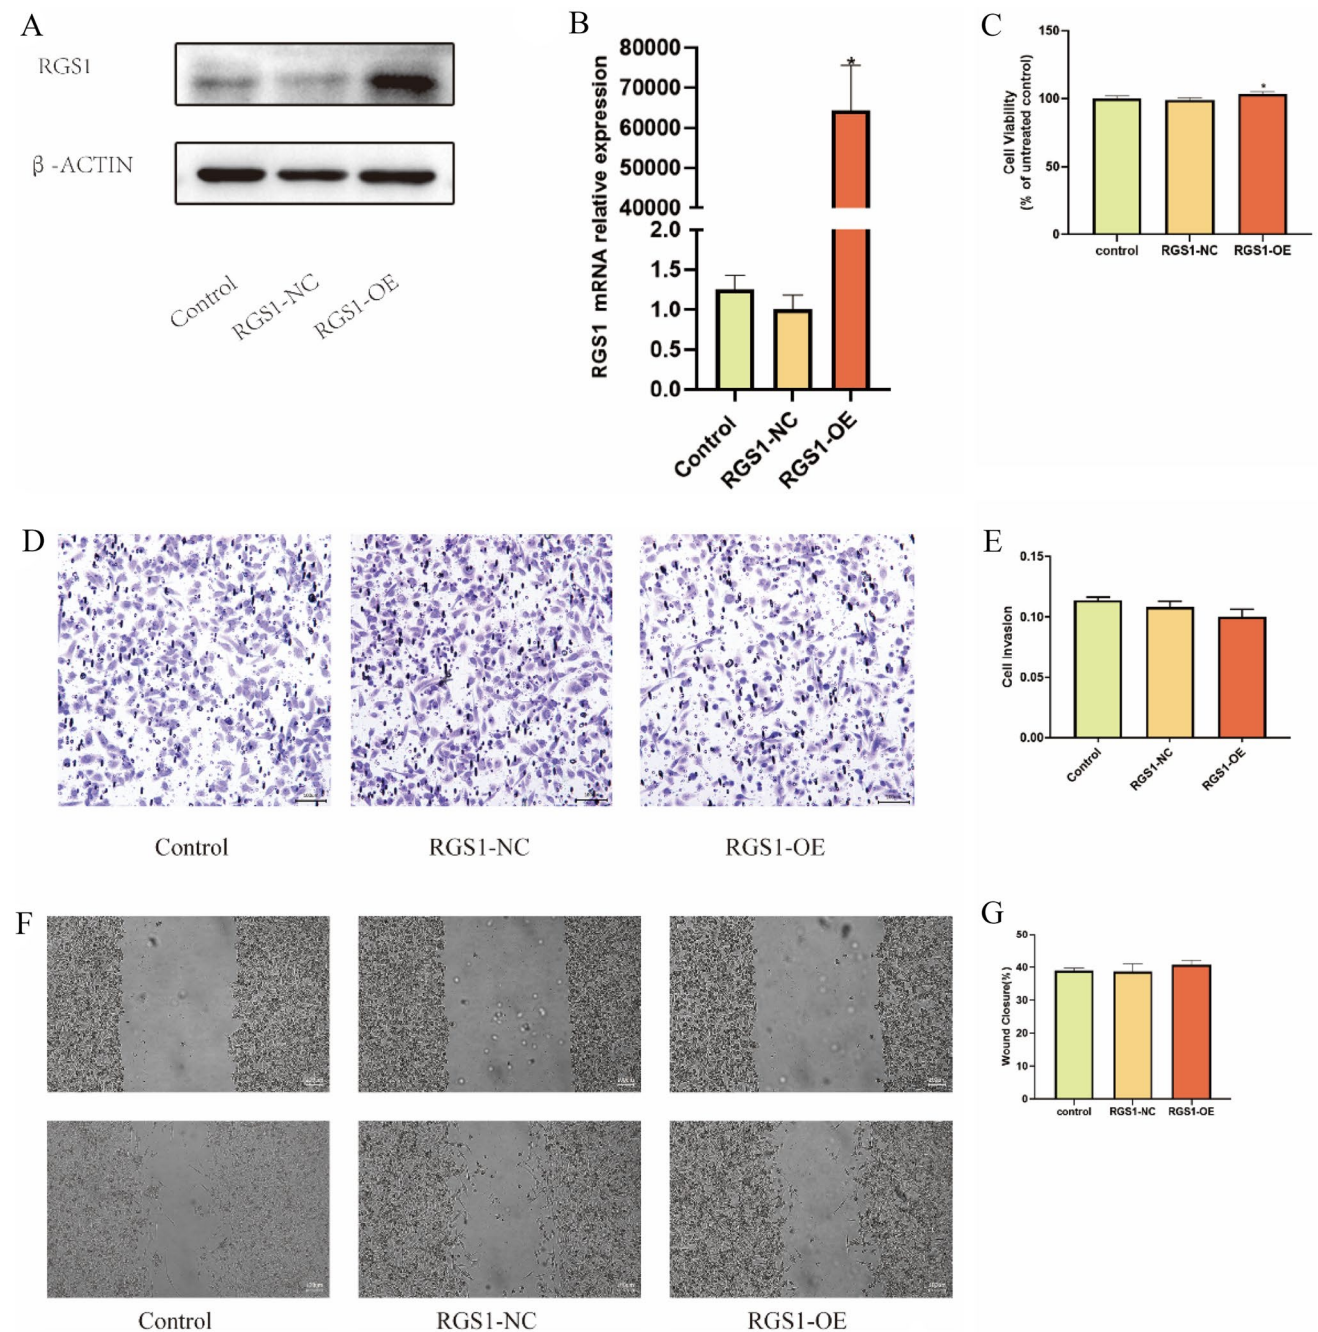 A
RGS1
β-ACTIN
Control
RGS1-NC
RGS1-OE
B
RGS1 mRNA relative expression
80000
70000
60000
50000
40000
2.0
1.5
1.0
0.5
0.0
*
Control
RGS1-NC
RGS1-OE
C
Cell Viability
(% of untreated control)
150
100
50
0
*
control
RGS1-NC
RGS1-OE
D
Control
RGS1-NC
RGS1-OE
E
Cell invasion
0.15
0.10
0.05
0.00
Control
RGS1-NC
RGS1-OE
F
Control
RGS1-NC
RGS1-OE
G
Wound Closure(%)
50
40
30
20
10
0
control
RGS1-NC
RGS1-OE